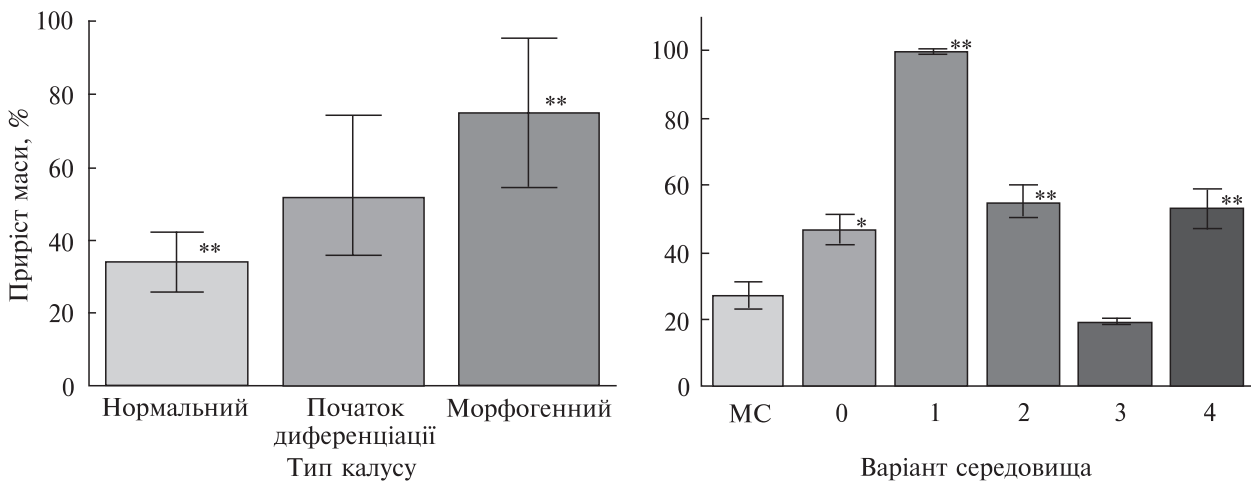 Приріст маси, %
100
80
60
40
20
0
**
**
Нормальний
Початок
диференціації
Морфогенний
Тип калусу
100
80
60
40
20
0
*
**
**
**
МС 0 1 2 3 4
Варіант середовища